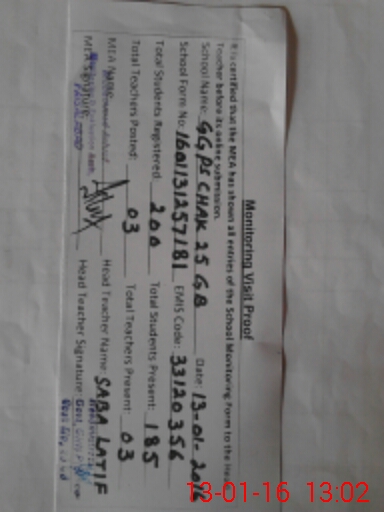 Monitoring Visit Proof
It is certified that the MEA has shown all entries of the School Monitoring Form to the Head
Teacher before its online submission.
School Name: GGPS CHAK 25 GB Date: 13-01-2016
School Form No: 1601131257181 EMIS Code: 33120356
Total Students Registered: 200 Total Students Present: 185
Total Teachers Posted: 03 Total Teachers Present: 03
MEA Name: Head Teacher Name: SABA LATIF
MEA Signature: Head Teacher Signature:
13-01-16 13:02